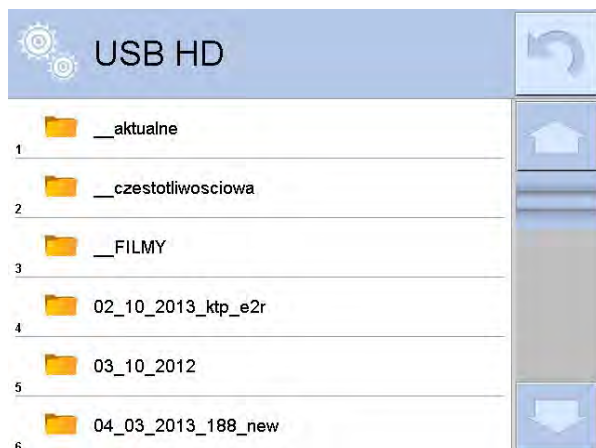 USB HD
__aktualne
1
__czestotliwosciowa
2
__FILMY
3
02_10_2013_ktp_e2r
4
03_10_2012
5
04_03_2013_188_new
6